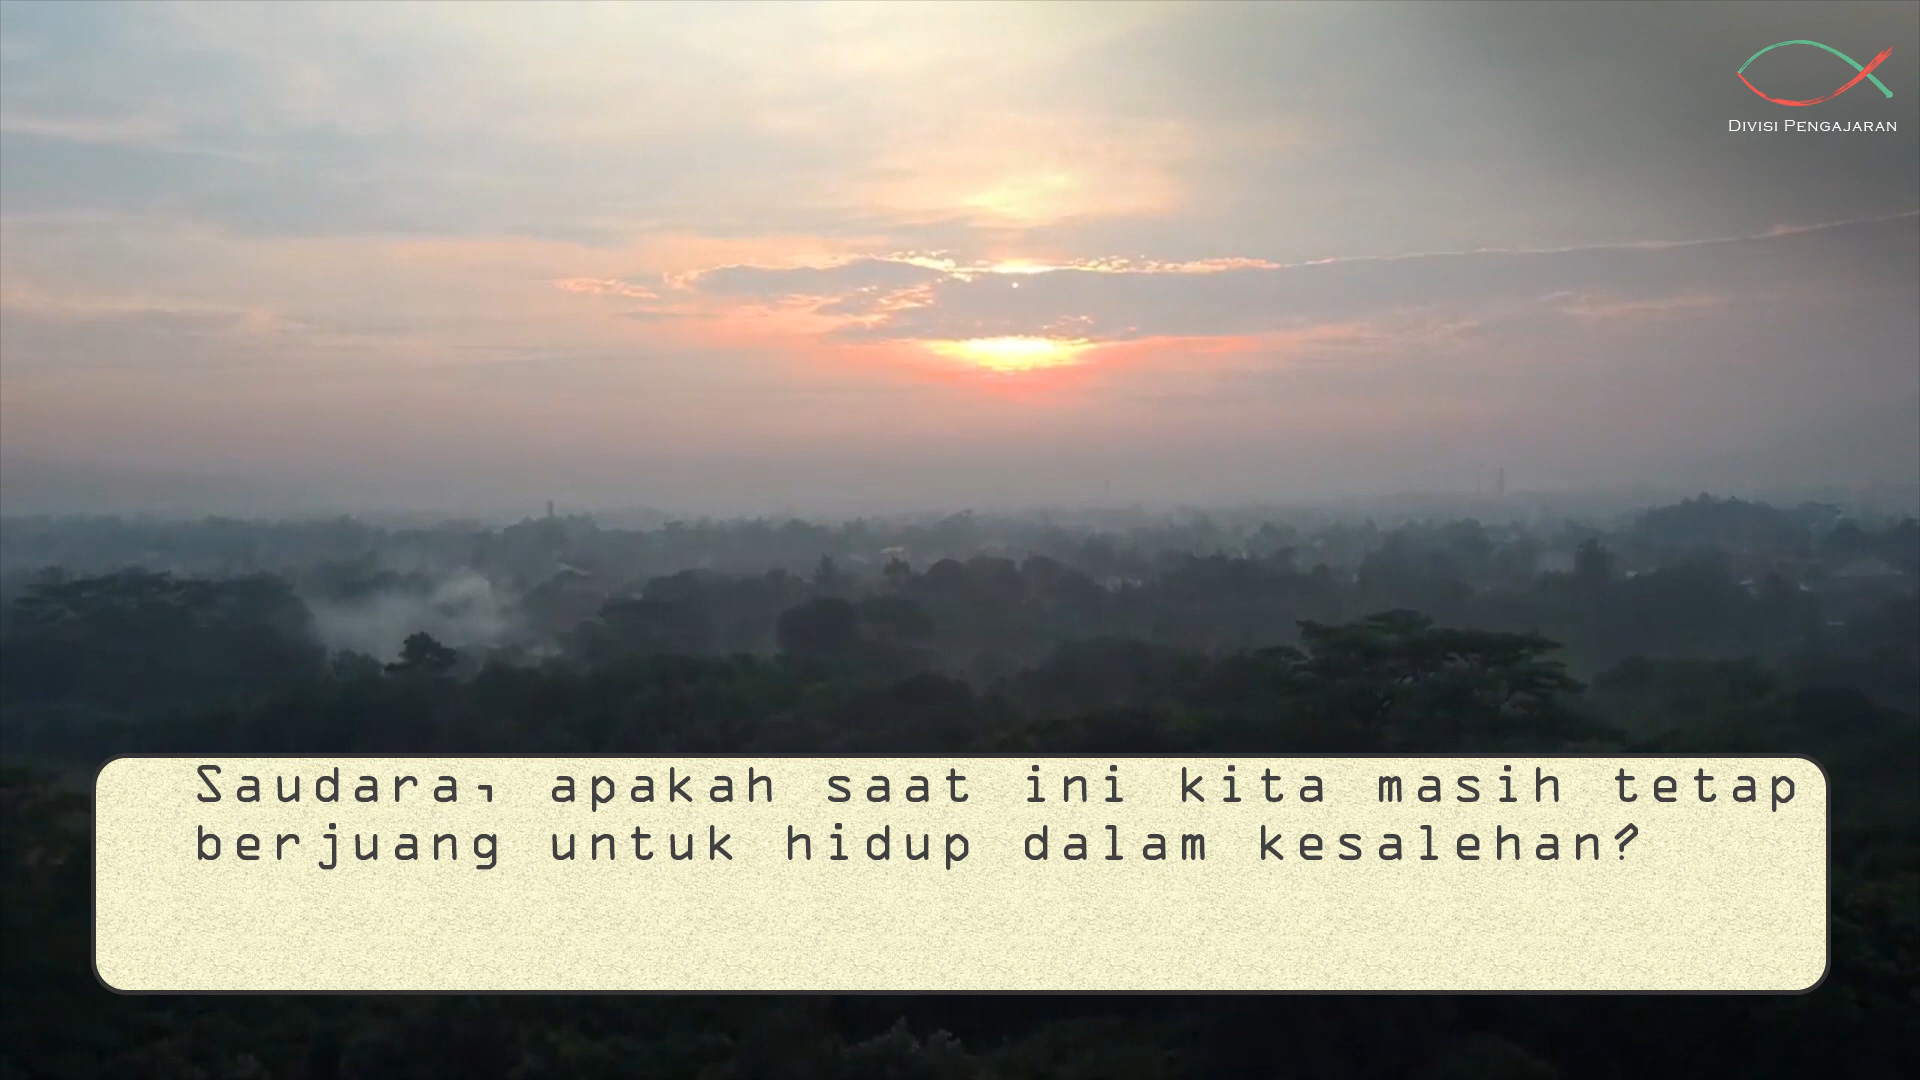 Divisi Pengajaran
Saudara, apakah saat ini kita masih tetap
berjuang untuk hidup dalam kesalehan?